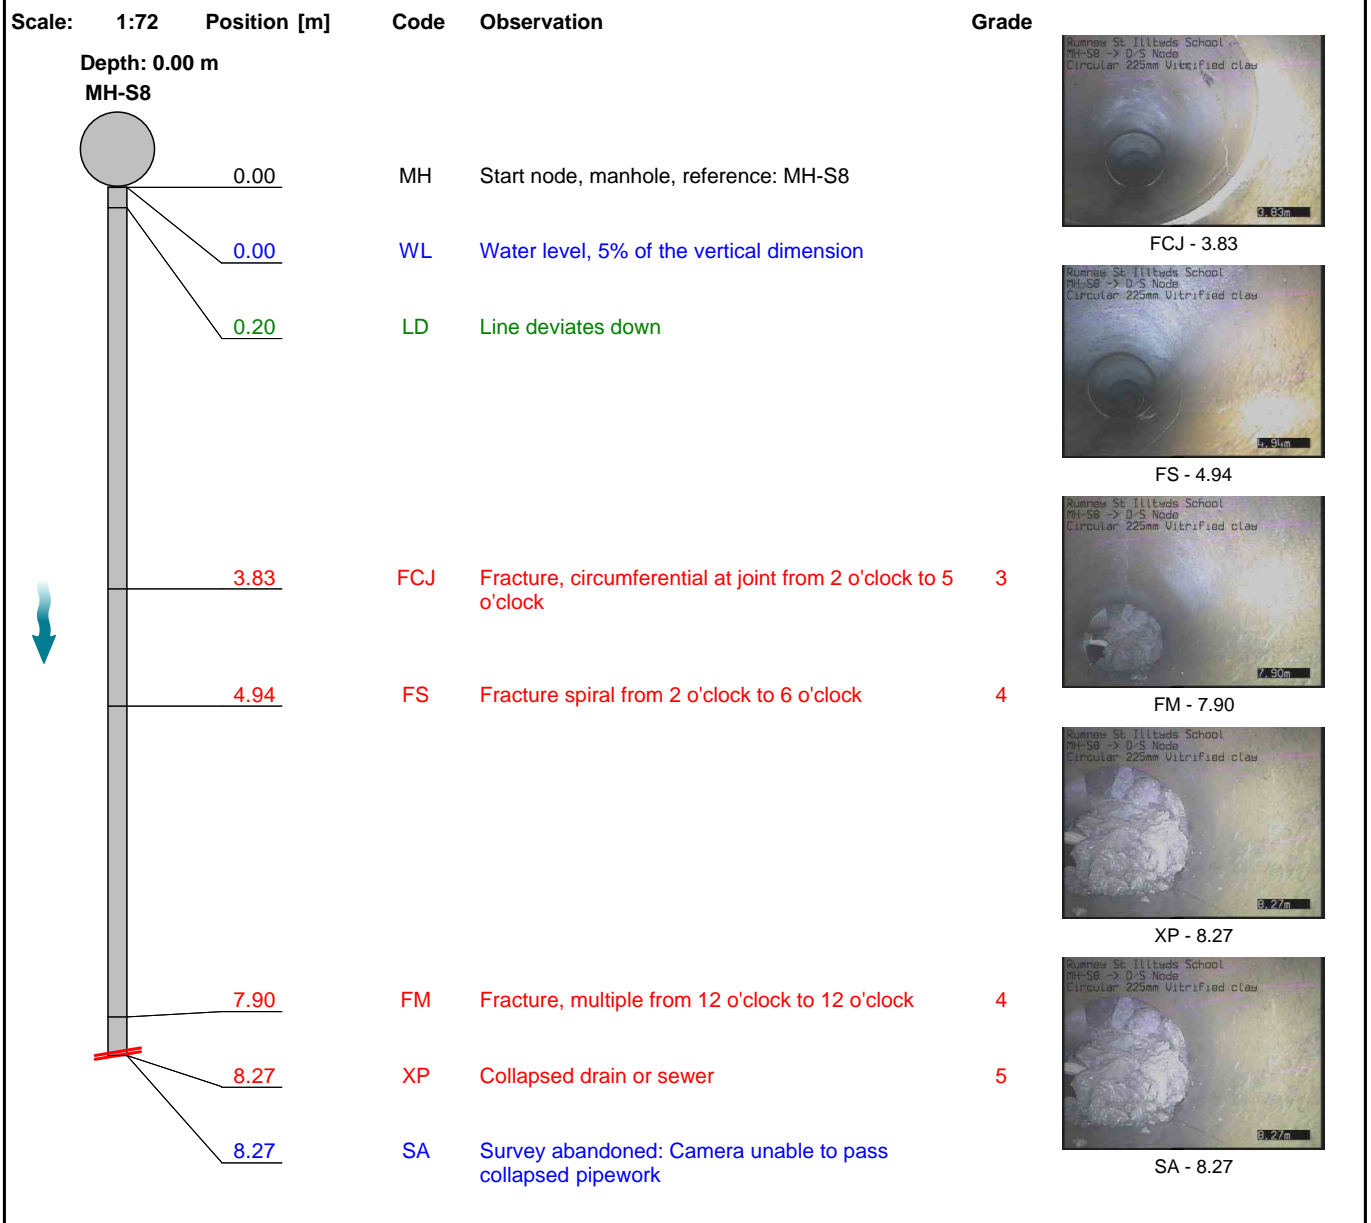 Scale: 1:72 Position [m] Code Observation Grade
Depth: 0.00 m
MH-S8
0.00 MH Start node, manhole, reference: MH-S8
0.00 WL Water level, 5% of the vertical dimension
0.20 LD Line deviates down
3.83 FCJ Fracture, circumferential at joint from 2 o'clock to 5 3
o'clock
4.94 FS Fracture spiral from 2 o'clock to 6 o'clock 4
7.90 FM Fracture, multiple from 12 o'clock to 12 o'clock 4
8.27 XP Collapsed drain or sewer 5
8.27 SA Survey abandoned: Camera unable to pass
collapsed pipework
Rumney St Illtyds School
MH-S8 -> D/S Node
Circular 225mm Vitrified clay
3.83m
FCJ - 3.83
Rumney St Illtyds School
MH-S8 -> D/S Node
Circular 225mm Vitrified clay
4.94m
FS - 4.94
Rumney St Illtyds School
MH-S8 -> D/S Node
Circular 225mm Vitrified clay
7.90m
FM - 7.90
Rumney St Illtyds School
MH-S8 -> D/S Node
Circular 225mm Vitrified clay
8.27m
XP - 8.27
Rumney St Illtyds School
MH-S8 -> D/S Node
Circular 225mm Vitrified clay
8.27m
SA - 8.27